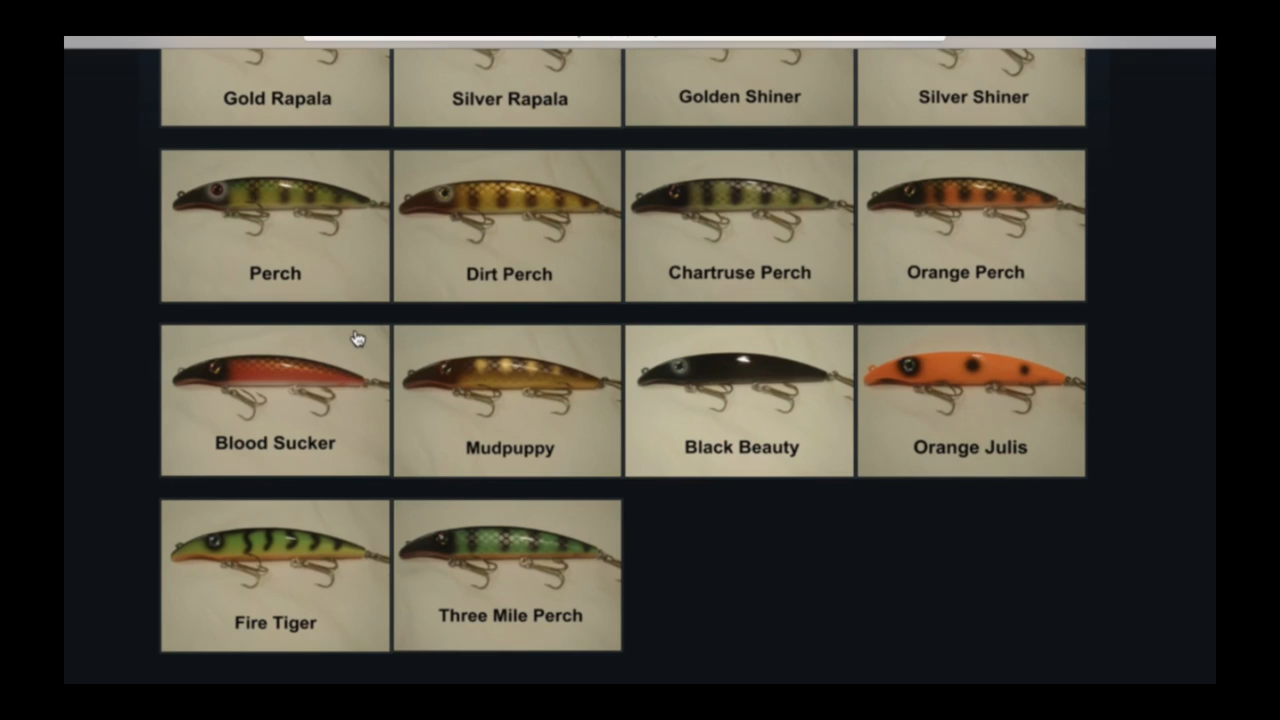 Gold Rapala
Silver Rapala
Golden Shiner
Silver Shiner
Perch
Dirt Perch
Chartruse Perch
Orange Perch
Blood Sucker
Mudpuppy
Black Beauty
Orange Julis
Fire Tiger
Three Mile Perch